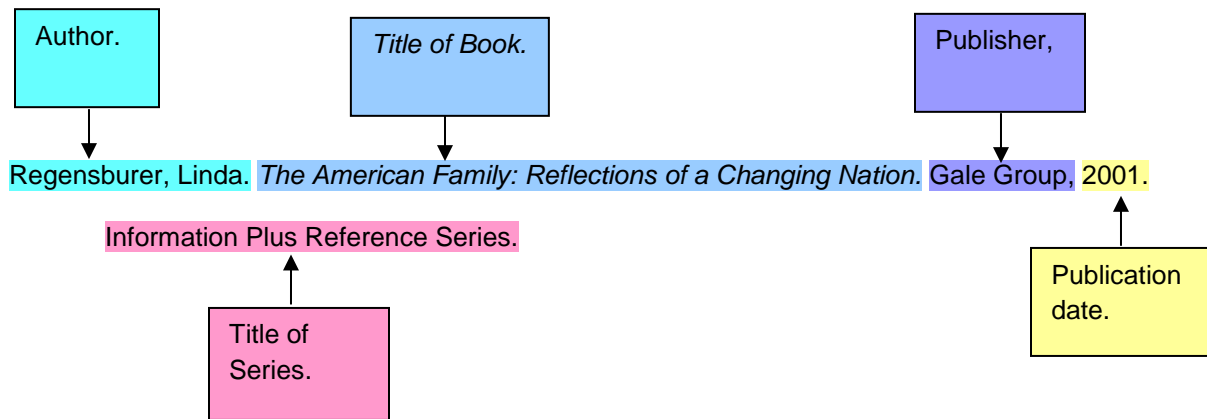 Author.
Title of Book.
Publisher,
Regensburer, Linda. The American Family: Reflections of a Changing Nation. Gale Group, 2001.
Information Plus Reference Series.
Publication
date.
Title of
Series.